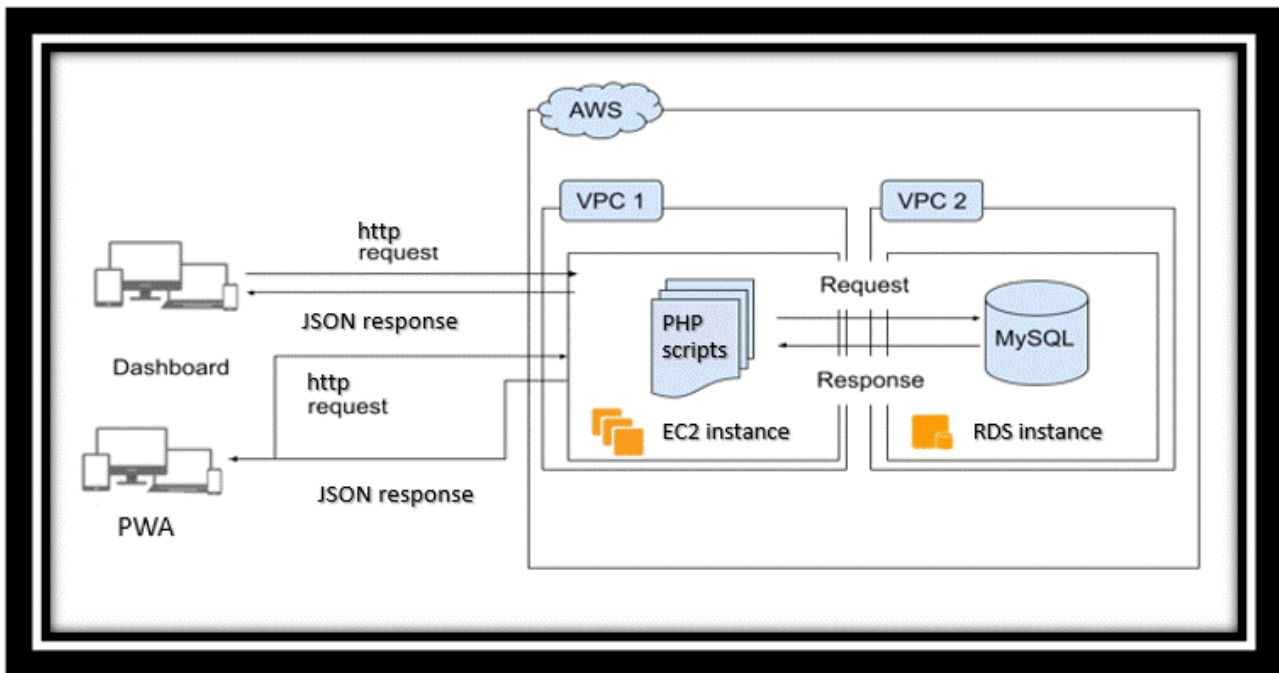 AWS
VPC 1
VPC 2
http
request
JSON response
Dashboard
http
request
JSON response
PWA
PHP
scripts
EC2 instance
Request
Response
MySQL
RDS instance